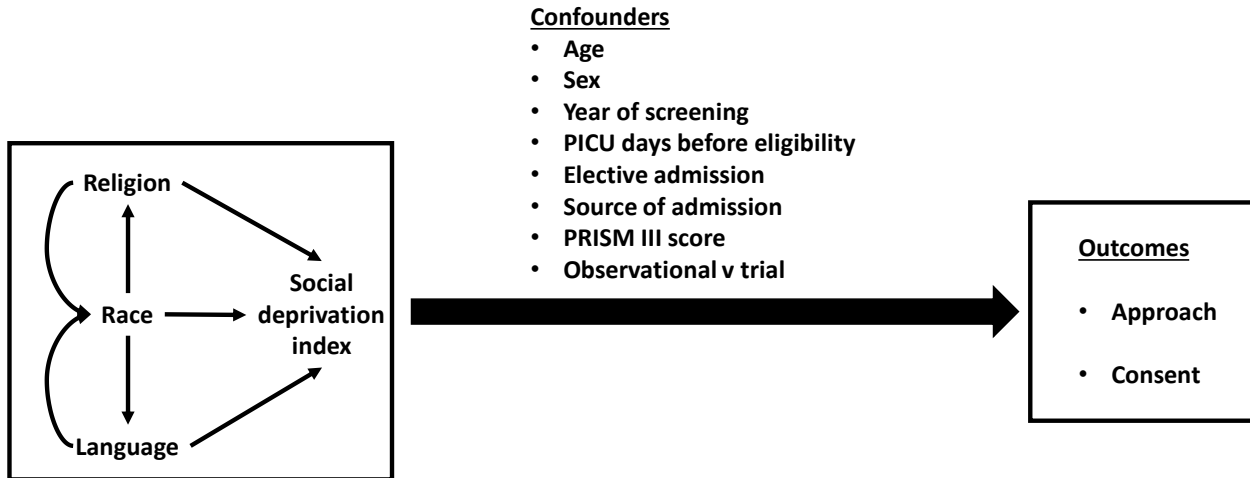 Confounders
• Age
• Sex
• Year of screening
• PICU days before eligibility
• Elective admission
• Source of admission
• PRISM III score
• Observational v trial
Religion
Race
Language
Social
deprivation
index
Outcomes
• Approach
• Consent